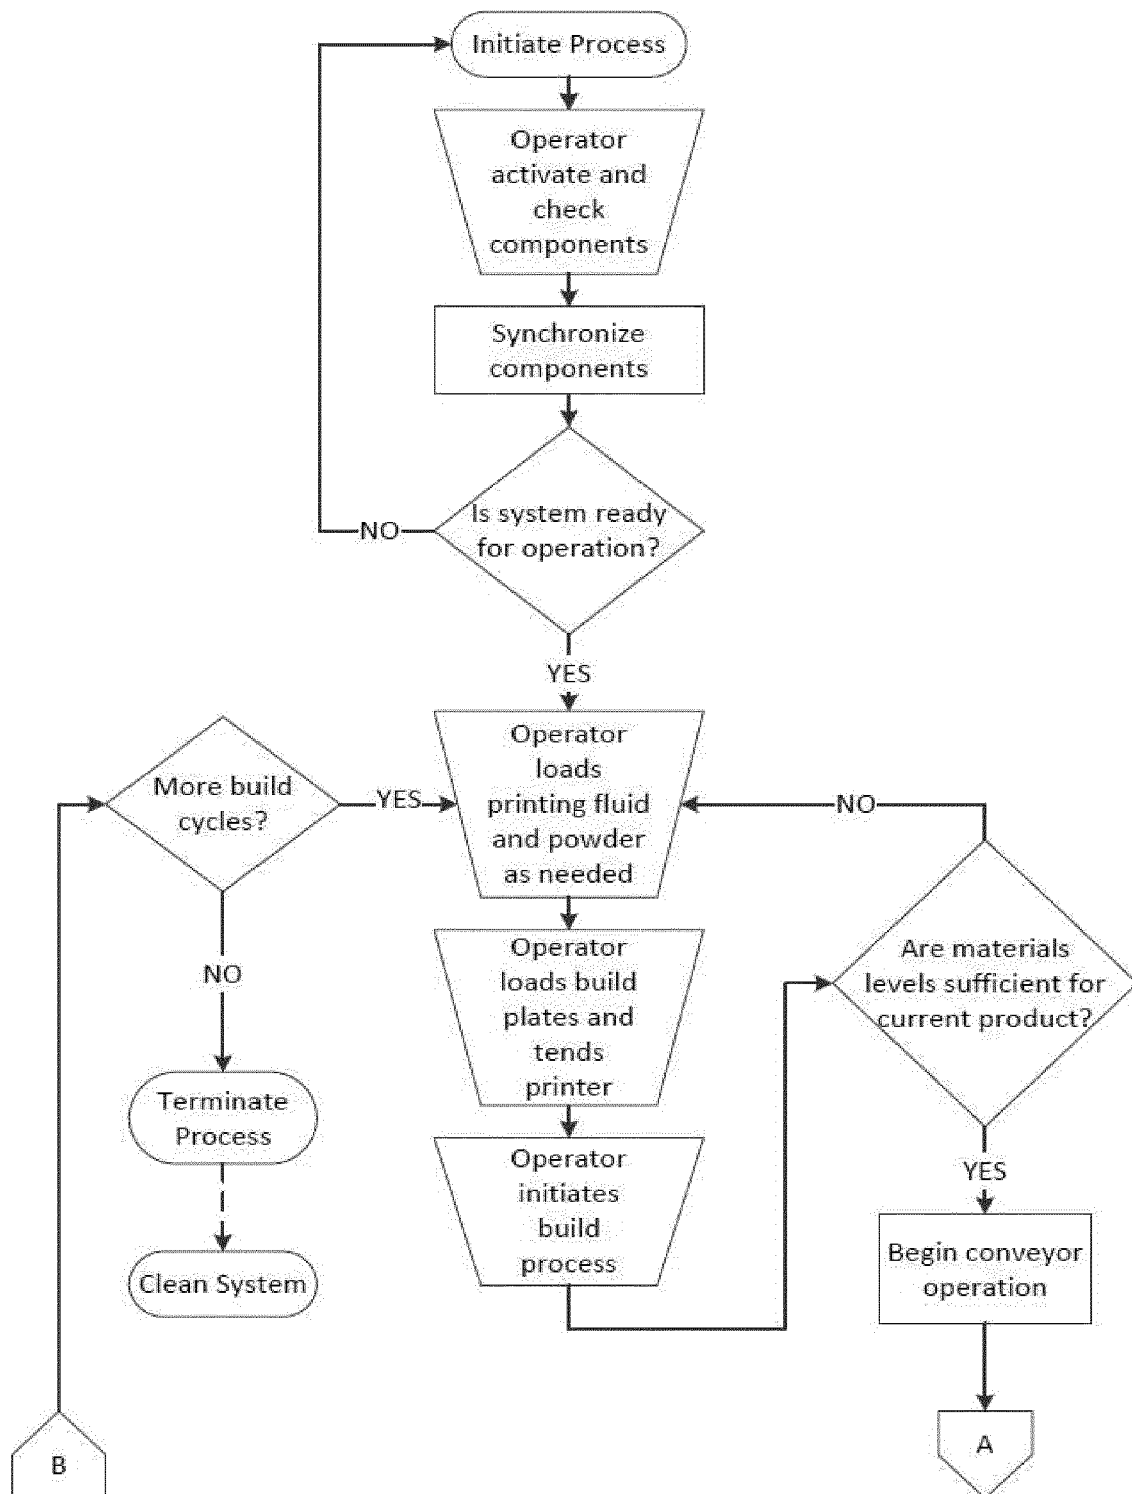 Initiate Process
Operator
activate and
check
components
Synchronize
components
Is system ready
for operation?
NO
YES
More build
cycles?
YES
Operator
loads
printing fluid
and powder
as needed
NO
Are materials
levels sufficient for
current product?
NO
Operator
loads build
plates and
tends
printer
Terminate
Process
Operator
initiates
build
process
YES
Clean System
Begin conveyor
operation
B
A